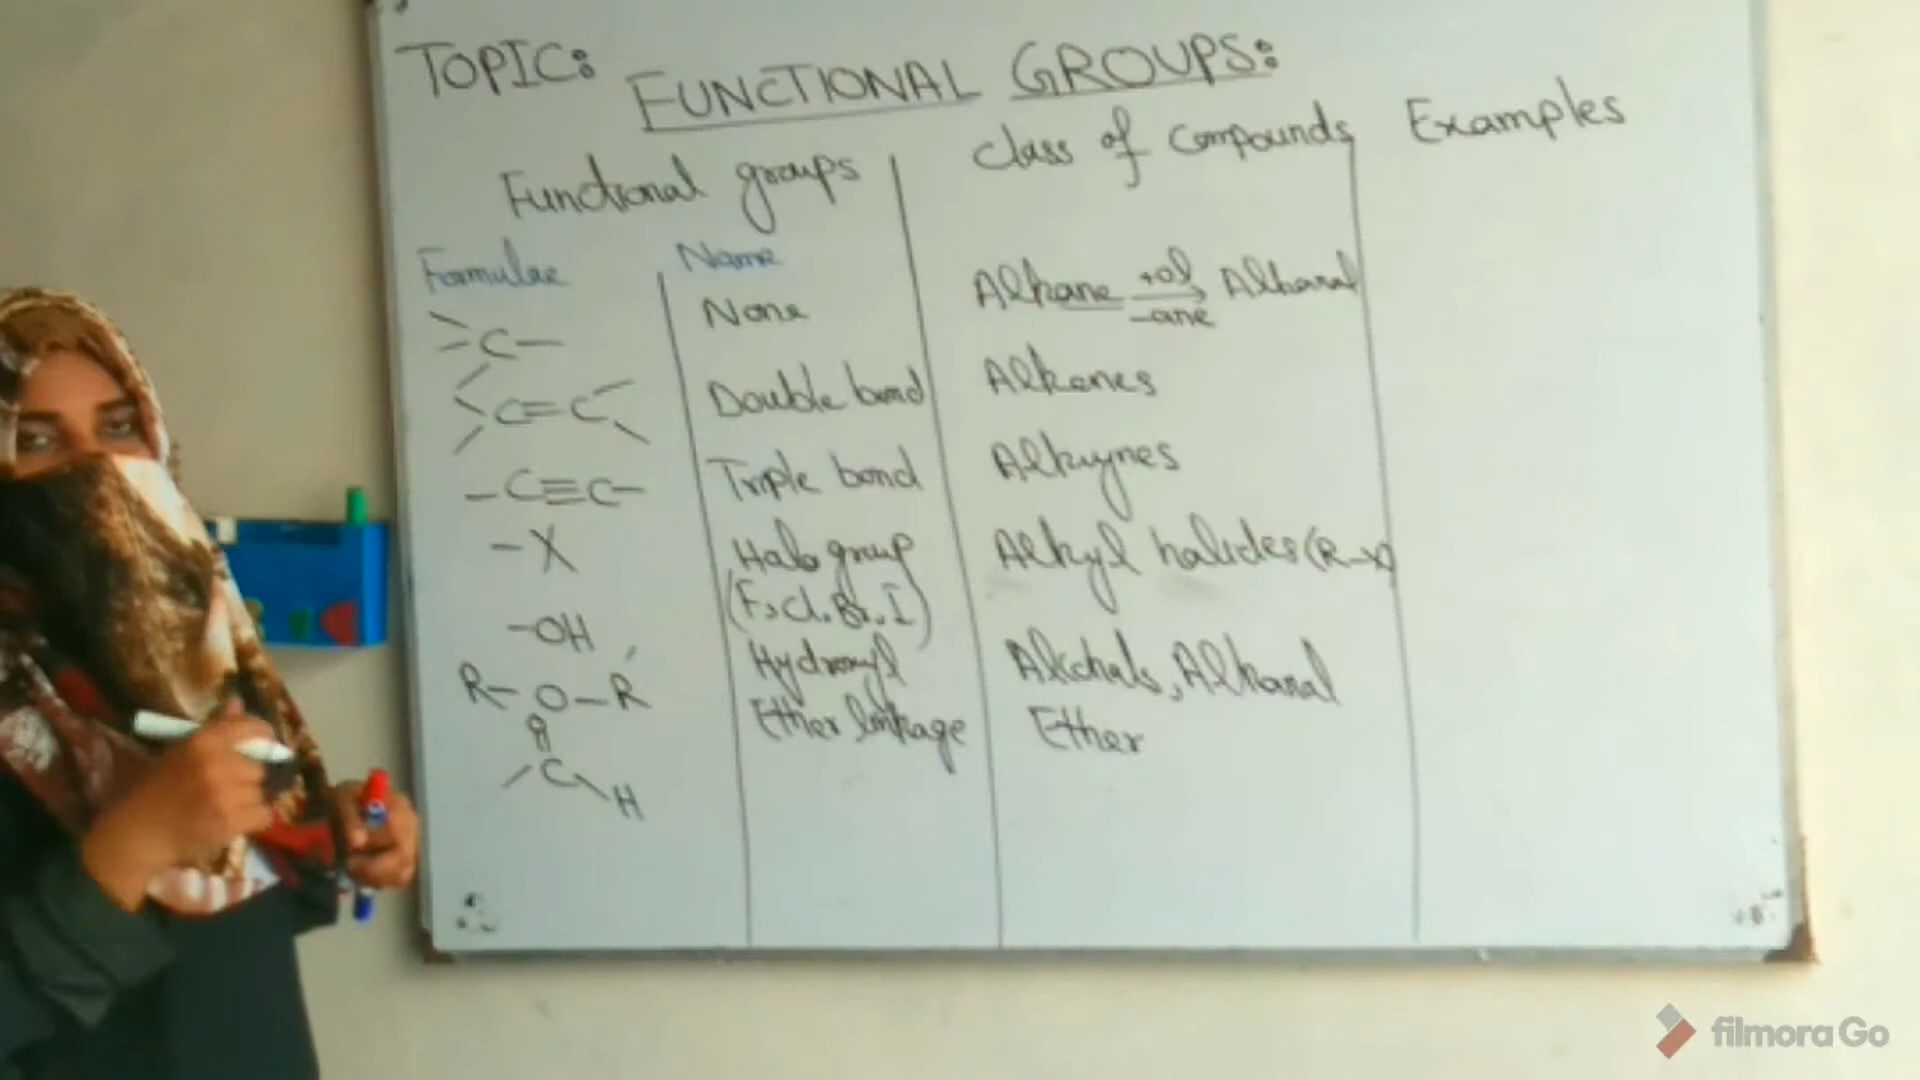 TOPIC: FUNCTIONAL GROUPS:
Functional groups Class of Compounds Examples
Formulae Name
C None Alkane +ol -ane Alkanol
C=C Double bond Alkenes
-C≡C- Triple bond Alkynes
-X Halo group Alkyl halides (R-X)
(F, Cl, Br, I)
-OH Hydroxyl Alcohols, Alkanol
R-O-R' Ether linkage Ether
O
C H
filmora Go